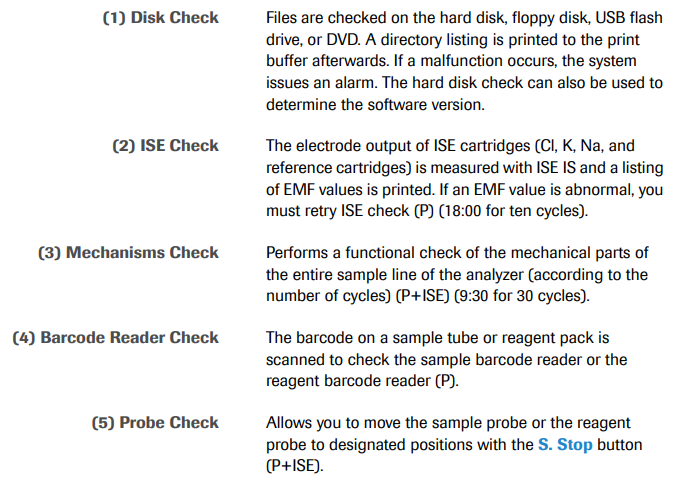 (1) Disk Check Files are checked on the hard disk, floppy disk, USB flash
drive, or DVD. A directory listing is printed to the print
buffer afterwards. If a malfunction occurs, the system
issues an alarm. The hard disk check can also be used to
determine the software version.
(2) ISE Check The electrode output of ISE cartridges (Cl, K, Na, and
reference cartridges) is measured with ISE IS and a listing
of EMF values is printed. If an EMF value is abnormal, you
must retry ISE check (P) (18:00 for ten cycles).
(3) Mechanisms Check Performs a functional check of the mechanical parts of
the entire sample line of the analyzer (according to the
number of cycles) (P+ISE) (9:30 for 30 cycles).
(4) Barcode Reader Check The barcode on a sample tube or reagent pack is
scanned to check the sample barcode reader or the
reagent barcode reader (P).
(5) Probe Check Allows you to move the sample probe or the reagent
probe to designated positions with the S. Stop button
(P+ISE).